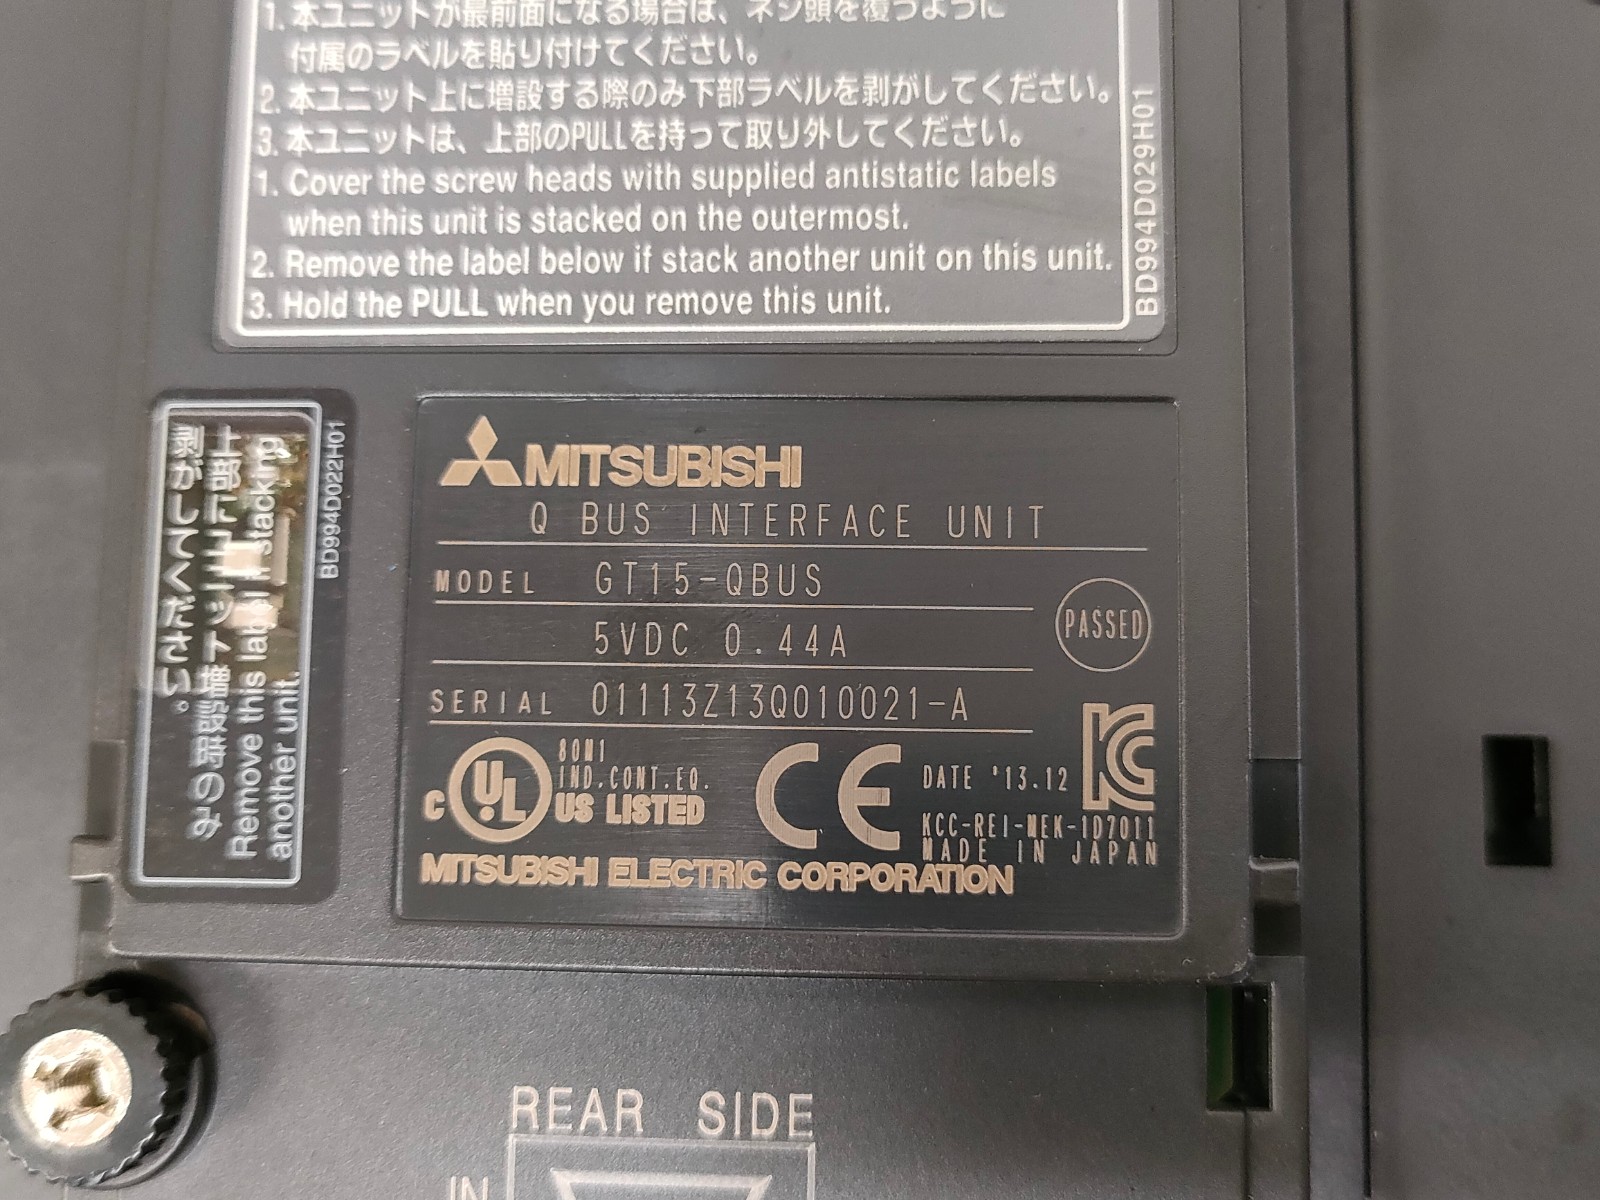 1. 本ユニットが最前面になる場合は、ネジ頭を覆うように
付属のラベルを貼り付けてください。
2. 本ユニット上に増設する際のみ下部ラベルを剥がしてください。
3. 本ユニットは、上部のPULLを持って取り外してください。
1. Cover the screw heads with supplied antistatic labels
when this unit is stacked on the outermost.
2. Remove the label below if stack another unit on this unit.
3. Hold the PULL when you remove this unit.
BD994D029H01
上部にユニット増設時のみ
剥がしてください。
Remove this label if stacking
another unit.
BD994D022H01
MITSUBISHI
Q BUS INTERFACE UNIT
MODEL GT15-QBUS
5VDC 0.44A
PASSED
SERIAL 01113Z13Q010021-A
C UL US LISTED
80M1
IND.CONT.EQ.
CE
DATE '13.12
KCC-REI-MEK-1D7011
MADE IN JAPAN
MITSUBISHI ELECTRIC CORPORATION
REAR SIDE
IN